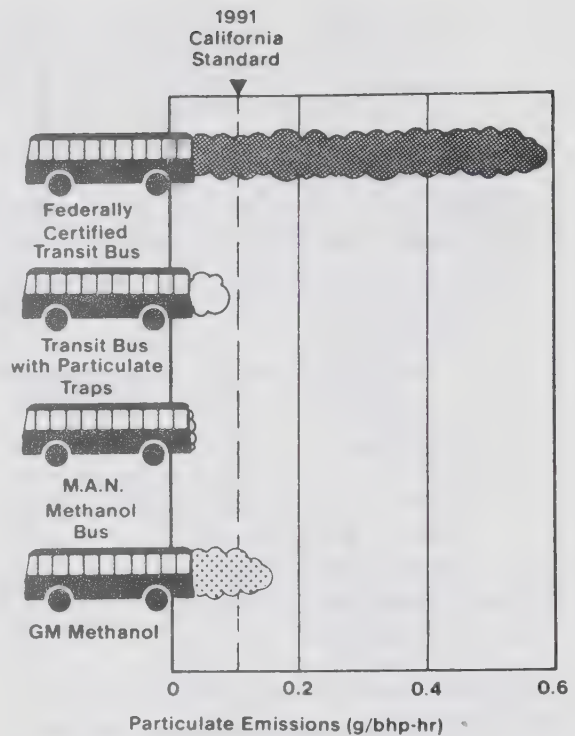 1991
California
Standard
Federally
Certified
Transit Bus
Transit Bus
with Particulate
Traps
M.A.N.
Methanol
Bus
GM Methanol
0 0.2 0.4 0.6
Particulate Emissions (g/bhp-hr)